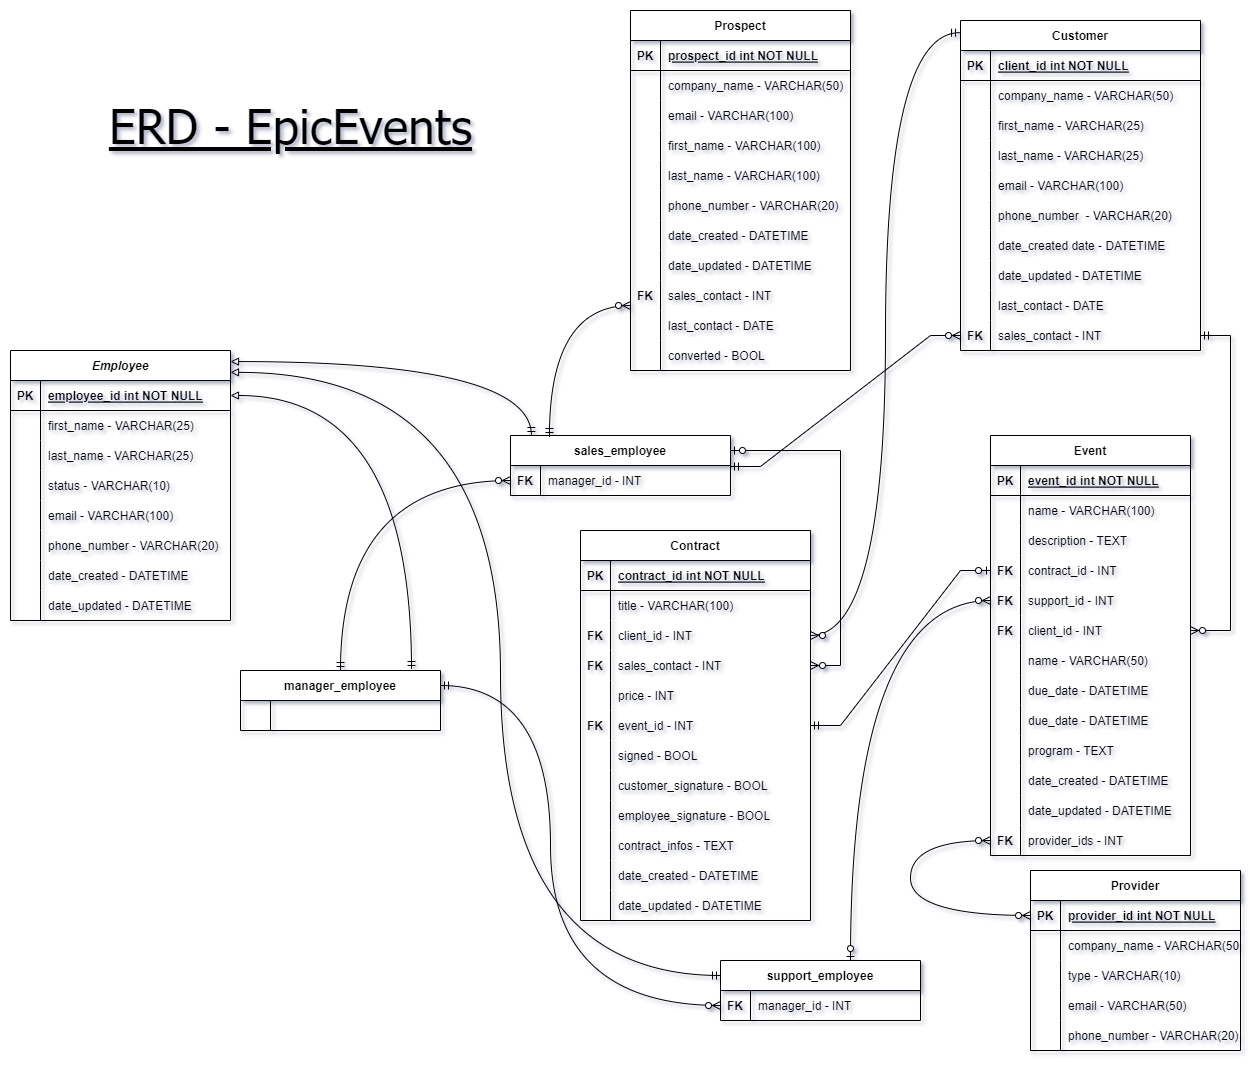 ERD - EpicEvents
Prospect
PK prospect_id int NOT NULL
company_name - VARCHAR(50)
email - VARCHAR(100)
first_name - VARCHAR(100)
last_name - VARCHAR(100)
phone_number - VARCHAR(20)
date_created - DATETIME
date_updated - DATETIME
FK sales_contact - INT
last_contact - DATE
converted - BOOL
Customer
PK client_id int NOT NULL
company_name - VARCHAR(50)
first_name - VARCHAR(25)
last_name - VARCHAR(25)
email - VARCHAR(100)
phone_number - VARCHAR(20)
date_created date - DATETIME
date_updated - DATETIME
last_contact - DATE
FK sales_contact - INT
Employee
PK employee_id int NOT NULL
first_name - VARCHAR(25)
last_name - VARCHAR(25)
status - VARCHAR(10)
email - VARCHAR(100)
phone_number - VARCHAR(20)
date_created - DATETIME
date_updated - DATETIME
sales_employee
FK manager_id - INT
manager_employee
Contract
PK contract_id int NOT NULL
title - VARCHAR(100)
FK client_id - INT
FK sales_contact - INT
price - INT
FK event_id - INT
signed - BOOL
customer_signature - BOOL
employee_signature - BOOL
contract_infos - TEXT
date_created - DATETIME
date_updated - DATETIME
Event
PK event_id int NOT NULL
name - VARCHAR(100)
description - TEXT
FK contract_id - INT
FK support_id - INT
FK client_id - INT
name - VARCHAR(50)
due_date - DATETIME
due_date - DATETIME
program - TEXT
date_created - DATETIME
date_updated - DATETIME
FK provider_ids - INT
support_employee
FK manager_id - INT
Provider
PK provider_id int NOT NULL
company_name - VARCHAR(50
type - VARCHAR(10)
email - VARCHAR(50)
phone_number - VARCHAR(20)